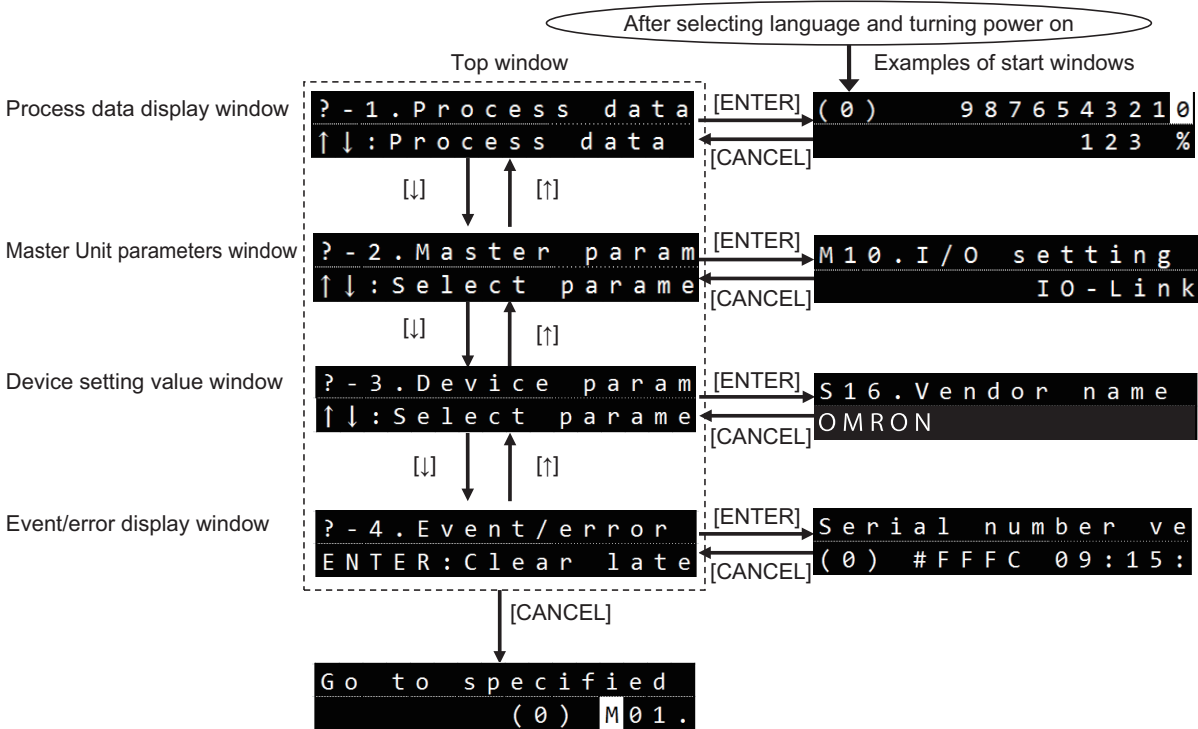 After selecting language and turning power on
Top window
Examples of start windows
Process data display window
?-1.Process data
↑↓:Process data
[ENTER]
[CANCEL]
(0) 9876543210
123 %
[↓]
[↑]
Master Unit parameters window
?-2.Master param
↑↓:Select parame
[ENTER]
[CANCEL]
M10.I/O setting
IO-Link
[↓]
[↑]
Device setting value window
?-3.Device param
↑↓:Select parame
[ENTER]
[CANCEL]
S16.Vendor name
OMRON
[↓]
[↑]
Event/error display window
?-4.Event/error
ENTER:Clear late
[ENTER]
[CANCEL]
Serial number ve
(0) #FFFC 09:15:
[CANCEL]
Go to specified
(0) M01.